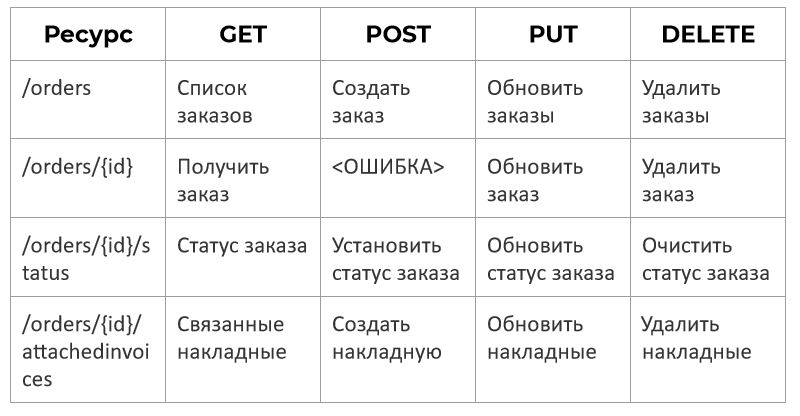 Ресурс GET POST PUT DELETE
/orders Список заказов Создать заказ Обновить заказы Удалить заказы
/orders/{id} Получить заказ <ОШИБКА> Обновить заказ Удалить заказ
/orders/{id}/status Статус заказа Установить статус заказа Обновить статус заказа Очистить статус заказа
/orders/{id}/attachedinvoices Связанные накладные Создать накладную Обновить накладные Удалить накладные